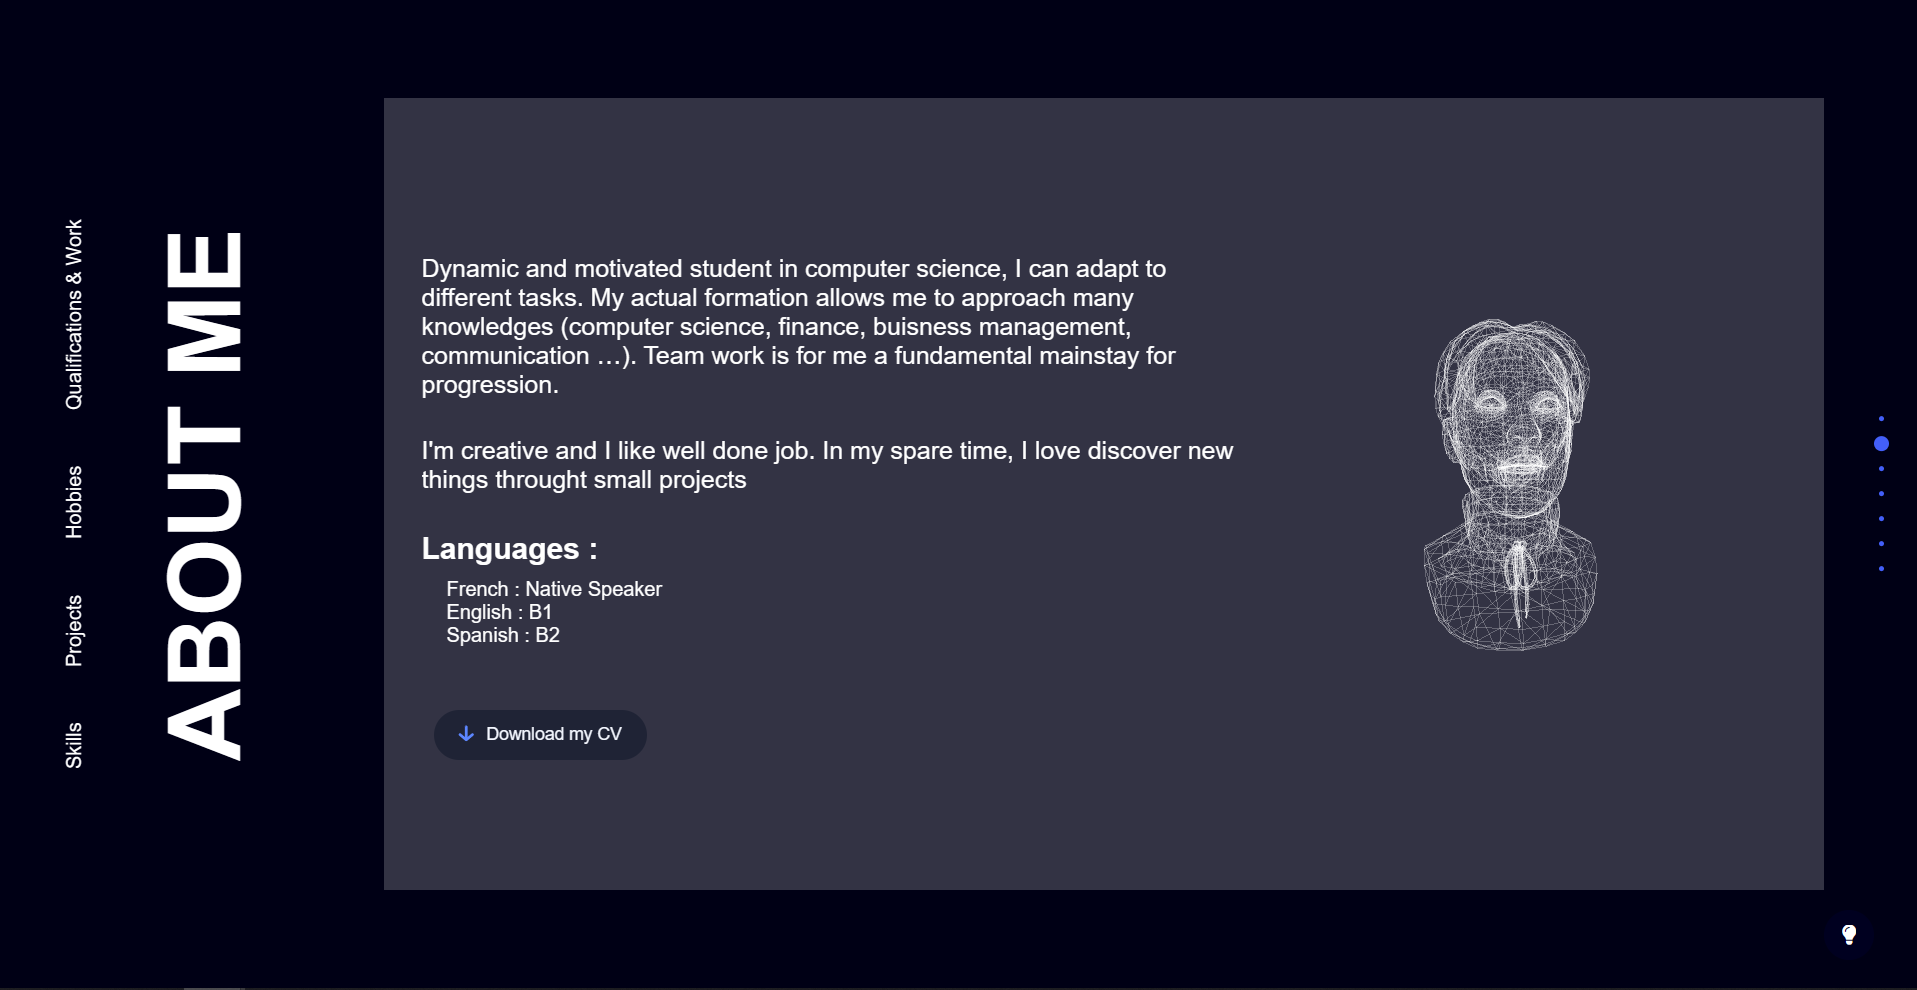 Qualifications & Work
Hobbies
Projects
Skills
ABOUT ME
Dynamic and motivated student in computer science, I can adapt to
different tasks. My actual formation allows me to approach many
knowledges (computer science, finance, buisness management,
communication …). Team work is for me a fundamental mainstay for
progression.
I'm creative and I like well done job. In my spare time, I love discover new
things throught small projects
Languages :
French : Native Speaker
English : B1
Spanish : B2
Download my CV